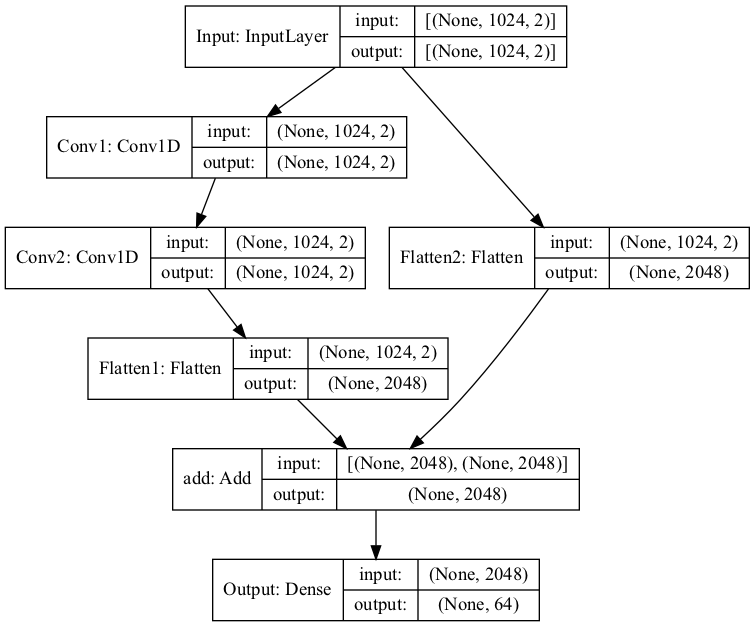 Input: InputLayer
input: [(None, 1024, 2)]
output: [(None, 1024, 2)]
Conv1: Conv1D
input: (None, 1024, 2)
output: (None, 1024, 2)
Conv2: Conv1D
input: (None, 1024, 2)
output: (None, 1024, 2)
Flatten2: Flatten
input: (None, 1024, 2)
output: (None, 2048)
Flatten1: Flatten
input: (None, 1024, 2)
output: (None, 2048)
add: Add
input: [(None, 2048), (None, 2048)]
output: (None, 2048)
Output: Dense
input: (None, 2048)
output: (None, 64)